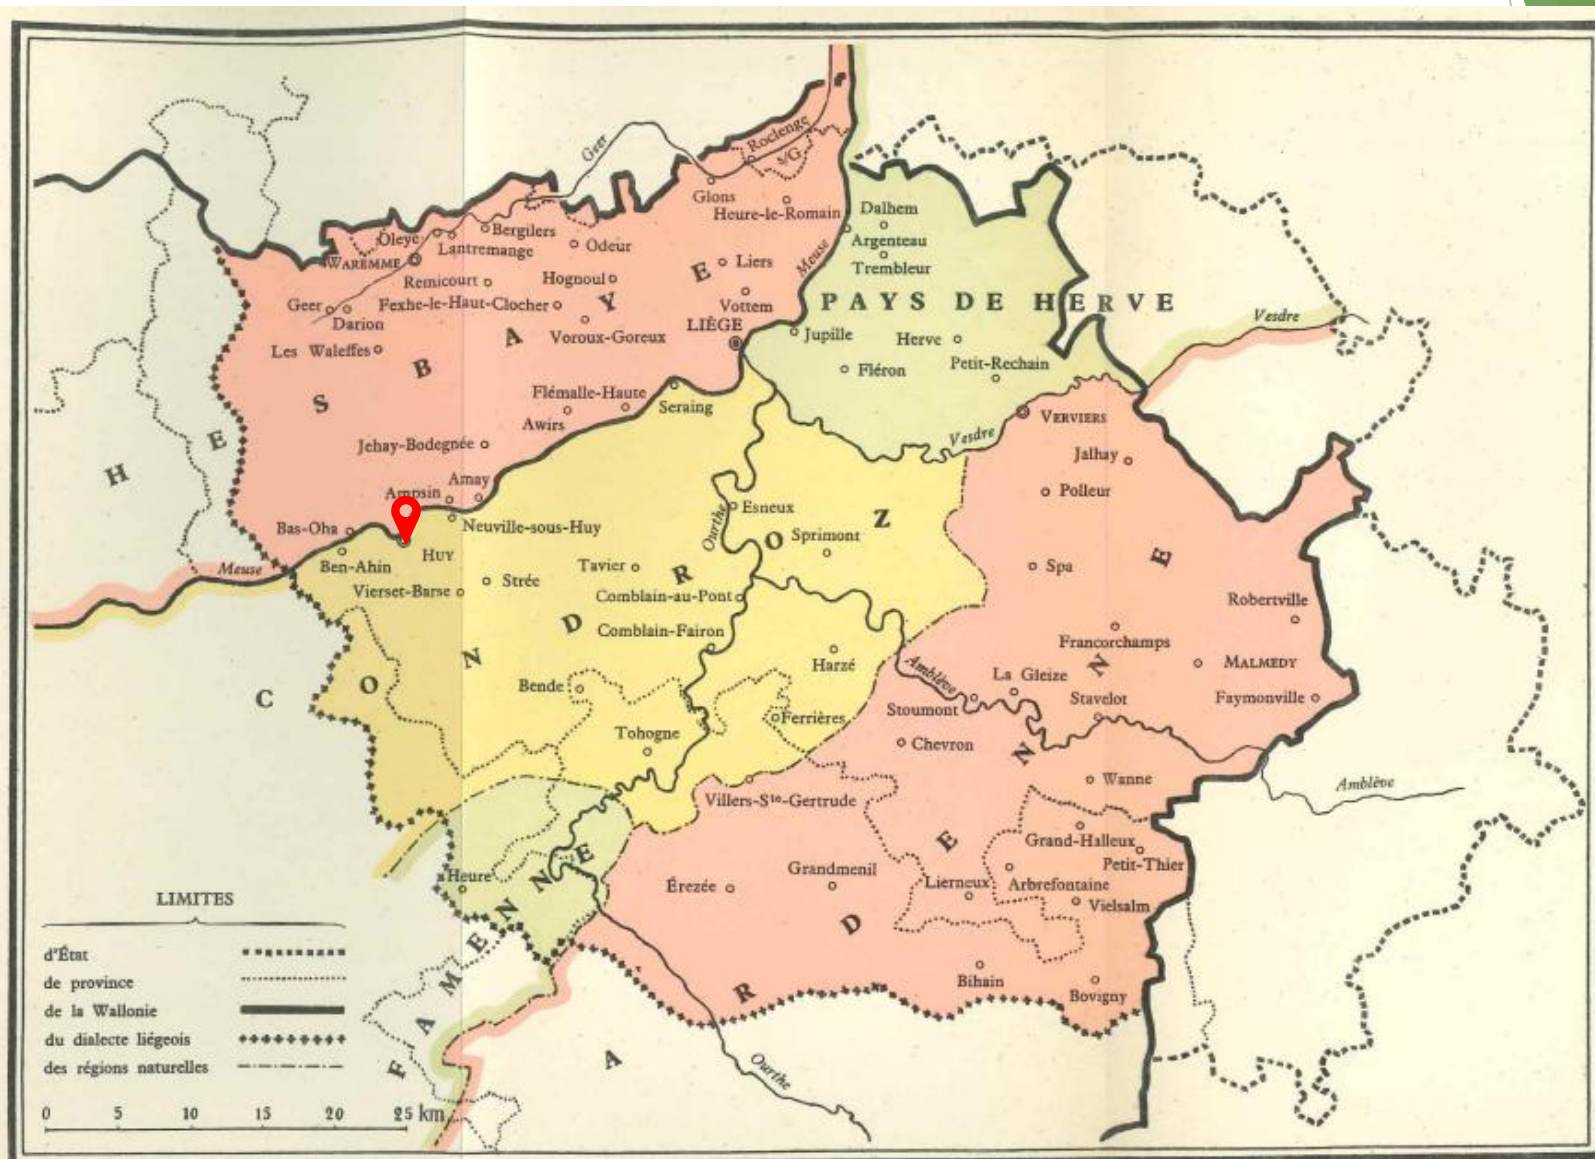 Roclenge
s/G
Geer
Glons
Heure-le-Romain
Dalhem
Argenteau
Trembleur
Oleye
Bergilers
Lantremange
Odeur
WAREMME
Remicourt
Hognoul
Liers
Meuse
Geer
Darion
Fexhe-le-Haut-Clocher
Vottem
PAYS DE HERVE
Vesdre
Les Waleffes
Voroux-Goreux
LIÈGE
Jupille
Herve
Fléron
Petit-Rechain
HESBAYE
Flémalle-Haute
Seraing
Awirs
VERVIERS
Vesdre
Jehay-Bodegnée
Jalhay
Amay
Ampsin
Polleur
Bas-Oha
Neuville-sous-Huy
Esneux
Ourthe
Sprimont
HUY
Meuse
Ben-Ahin
Tavier
Spa
Vierset-Barse
Strée
Comblain-au-Pont
Robertville
Comblain-Fairon
Francorchamps
CONDROZ
Harzé
Amblève
La Gleize
MALMEDY
Bende
Stoumont
Stavelot
Faymonville
Ferrières
Tohogne
Chevron
Wanne
Amblève
Villers-Ste-Gertrude
Grand-Halleux
Petit-Thier
Heure
Érezée
Grandmenil
Lierneux
Arbrefontaine
Vielsalm
FAMENNE
ARDENNE
Bihain
Bovigny
Ourthe
LIMITES
d'État
de province
de la Wallonie
du dialecte liégeois
des régions naturelles
0 5 10 15 20 25 km